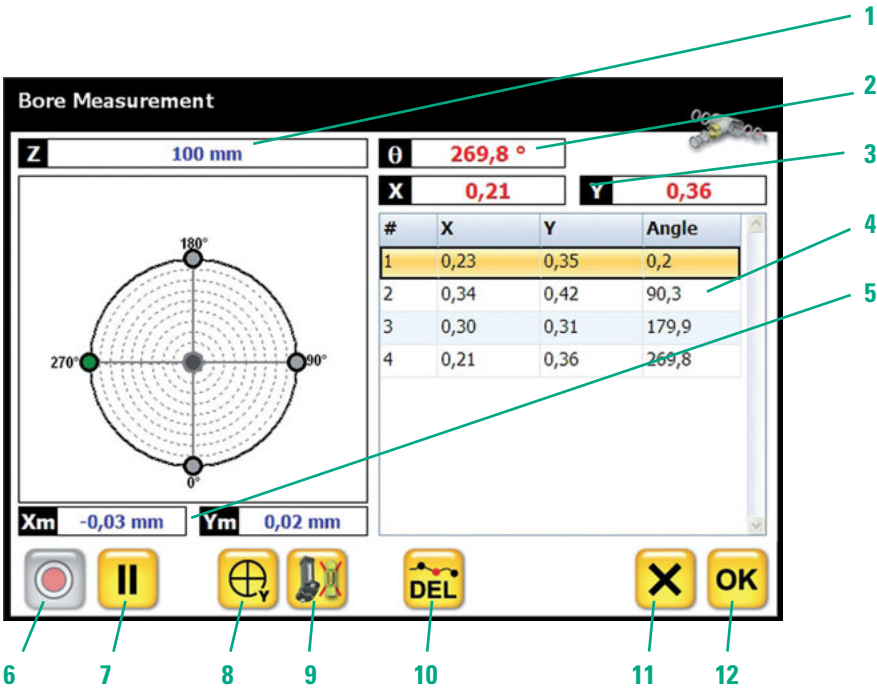 1
Bore Measurement
2
Z 100 mm θ 269,8 °
3
X 0,21 Y 0,36
# X Y Angle
4
1 0,23 0,35 0,2
2 0,34 0,42 90,3
5
3 0,30 0,31 179,9
4 0,21 0,36 269,8
180°
270° 90°
0°
Xm -0,03 mm Ym 0,02 mm
Y DEL OK
6 7 8 9 10 11 12